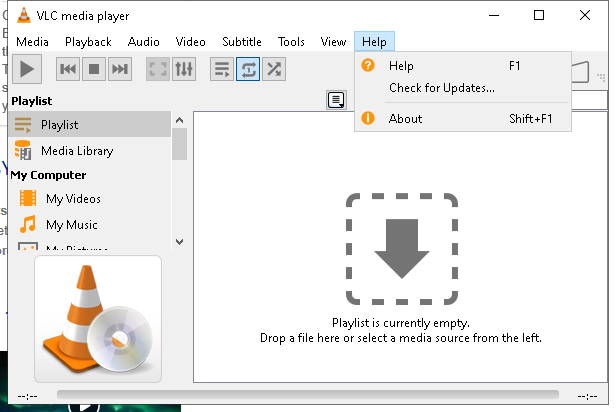 VLC media player
Media Playback Audio Video Subtitle Tools View Help
Help F1
Check for Updates...
About Shift+F1
Playlist
Playlist
Media Library
My Computer
My Videos
My Music
My Pictures
Playlist is currently empty.
Drop a file here or select a media source from the left.
--:-- --:--